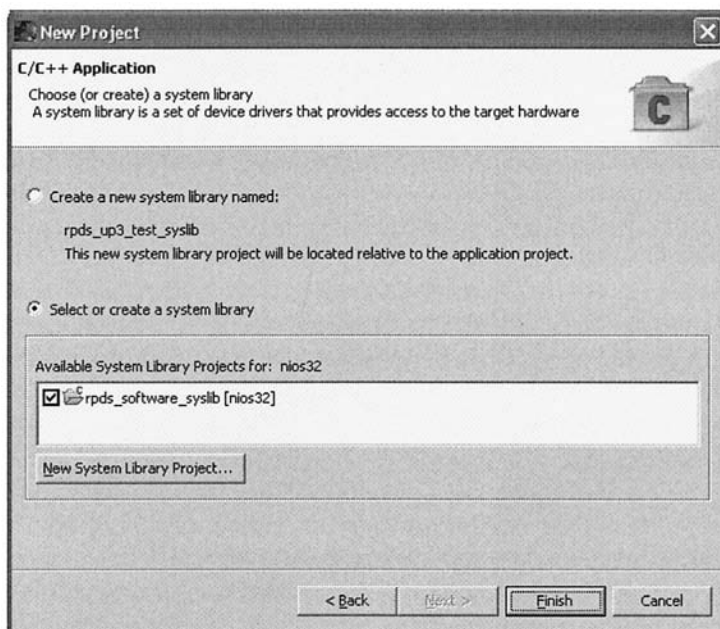 New Project
C/C++ Application
Choose (or create) a system library
A system library is a set of device drivers that provides access to the target hardware
C
Create a new system library named:
rpds_up3_test_syslib
This new system library project will be located relative to the application project.
Select or create a system library
Available System Library Projects for: nios32
rpds_software_syslib [nios32]
New System Library Project...
< Back Next > Finish Cancel